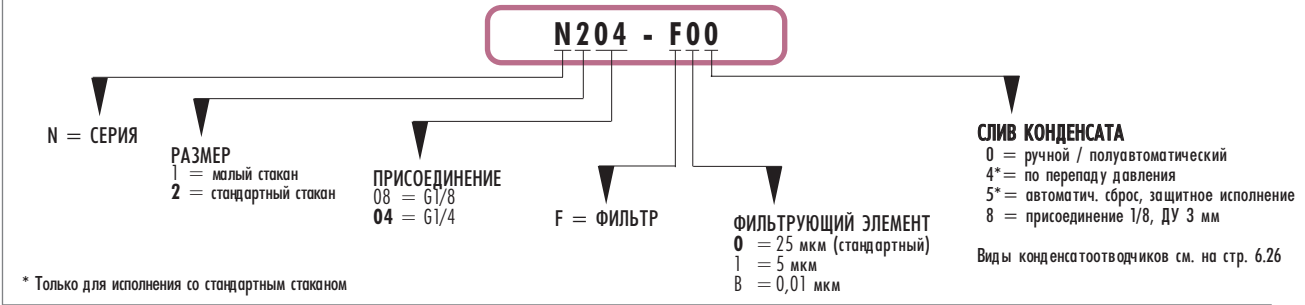 N204 - F00
N = СЕРИЯ
РАЗМЕР
1 = малый стакан
2 = стандартный стакан
ПРИСОЕДИНЕНИЕ
08 = G1/8
04 = G1/4
F = ФИЛЬТР
ФИЛЬТРУЮЩИЙ ЭЛЕМЕНТ
0 = 25 мкм (стандартный)
1 = 5 мкм
B = 0,01 мкм
СЛИВ КОНДЕНСАТА
0 = ручной / полуавтоматический
4*= по перепаду давления
5*= автоматич. сброс, защитное исполнение
8 = присоединение 1/8, ДУ 3 мм
Виды конденсатоотводчиков см. на стр. 6.26
* Только для исполнения со стандартным стаканом